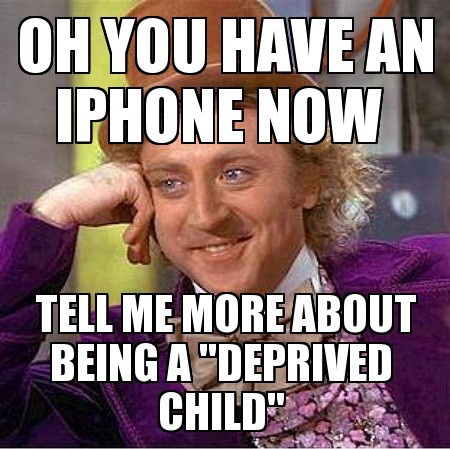 OH YOU HAVE AN
IPHONE NOW
TELL ME MORE ABOUT
BEING A "DEPRIVED
CHILD"